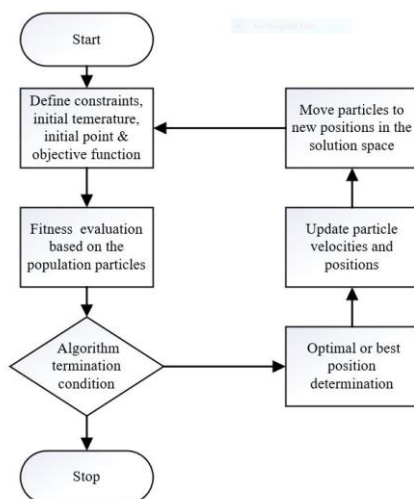 Start
Define constraints,
initial temerature,
initial point &
objective function
Fitness evaluation
based on the
population particles
Algorithm
termination
condition
Stop
Move particles to
new positions in the
solution space
Update particle
velocities and
positions
Optimal or best
position
determination